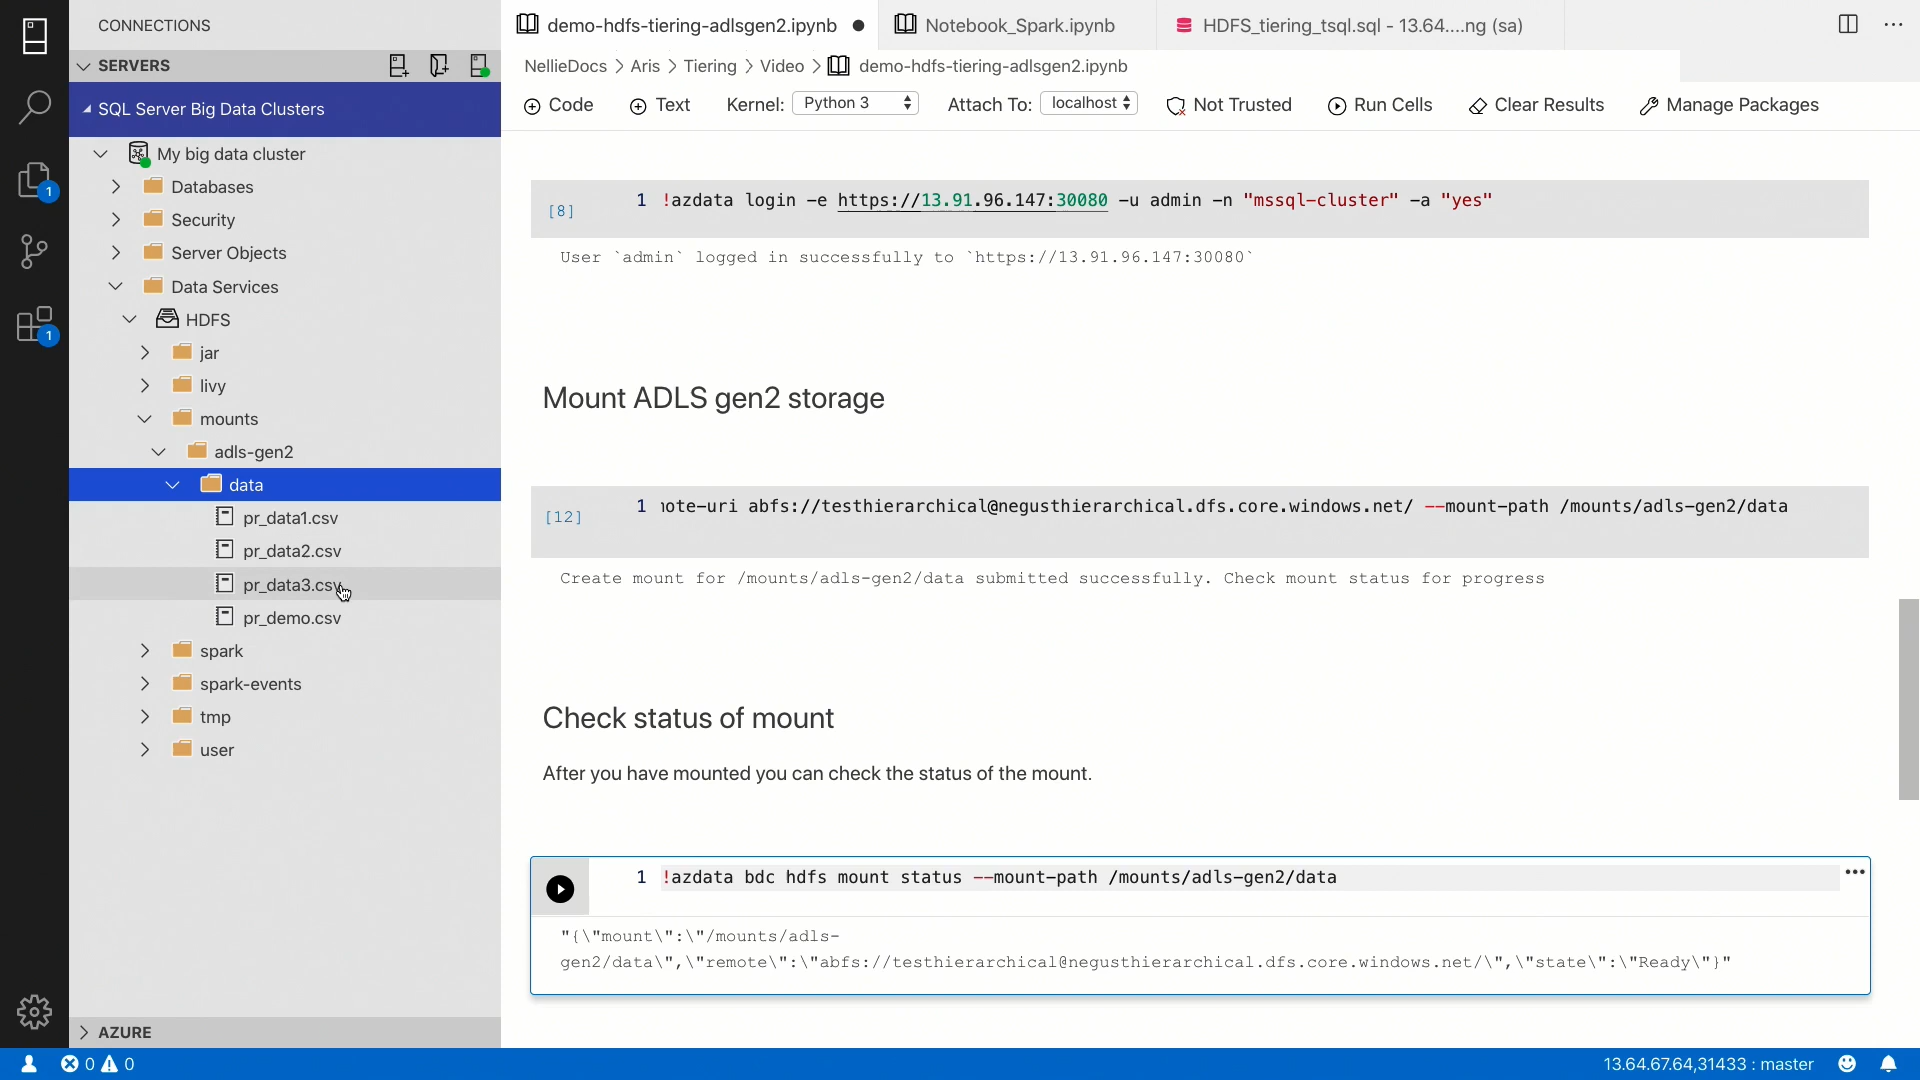 CONNECTIONS
SERVERS
SQL Server Big Data Clusters
My big data cluster
Databases
Security
Server Objects
Data Services
HDFS
jar
livy
mounts
adls-gen2
data
pr_data1.csv
pr_data2.csv
pr_data3.csv
pr_demo.csv
spark
spark-events
tmp
user
AZURE
1
1
demo-hdfs-tiering-adlsgen2.ipynb
Notebook_Spark.ipynb
HDFS_tiering_tsql.sql - 13.64....ng (sa)
NellieDocs > Aris > Tiering > Video > demo-hdfs-tiering-adlsgen2.ipynb
Code Text Kernel: Python 3 Attach To: localhost Not Trusted Run Cells Clear Results Manage Packages
[8] 1 !azdata login -e https://13.91.96.147:30080 -u admin -n "mssql-cluster" -a "yes"
User `admin` logged in successfully to `https://13.91.96.147:30080`
Mount ADLS gen2 storage
[12] 1 ote-uri abfs://testhierarchical@negusthierarchical.dfs.core.windows.net/ --mount-path /mounts/adls-gen2/data
Create mount for /mounts/adls-gen2/data submitted successfully. Check mount status for progress
Check status of mount
After you have mounted you can check the status of the mount.
1 !azdata bdc hdfs mount status --mount-path /mounts/adls-gen2/data
"{\"mount\":\"/mounts/adls-
gen2/data\",\"remote\":\"abfs://testhierarchical@negusthierarchical.dfs.core.windows.net/\",\"state\":\"Ready\"}"
0 0
13.64.67.64,31433 : master